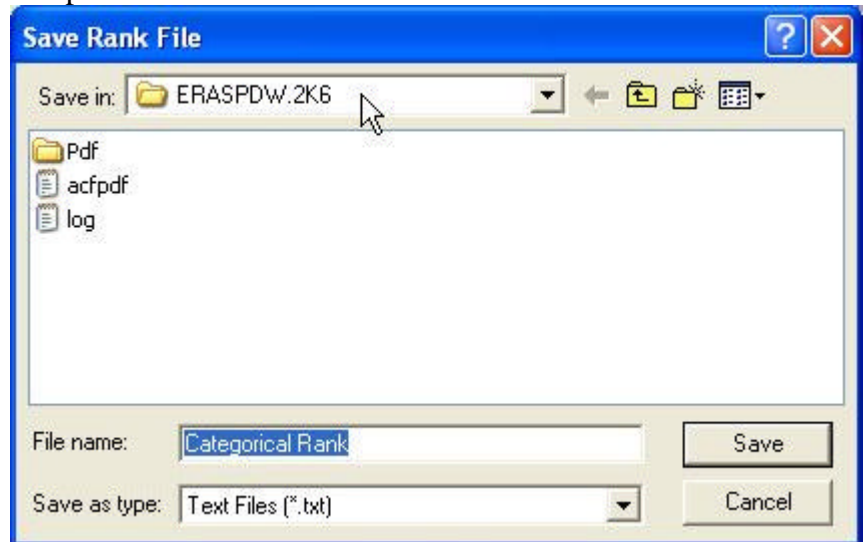 Save Rank File
Save in: ERASPDW.2K6
Pdf
acfpdf
log
File name: Categorical Rank Save
Save as type: Text Files (*.txt) Cancel